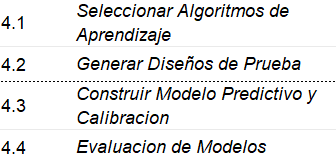 4.1 Seleccionar Algoritmos de
Aprendizaje
4.2 Generar Diseños de Prueba
4.3 Construir Modelo Predictivo y
Calibracion
4.4 Evaluacion de Modelos